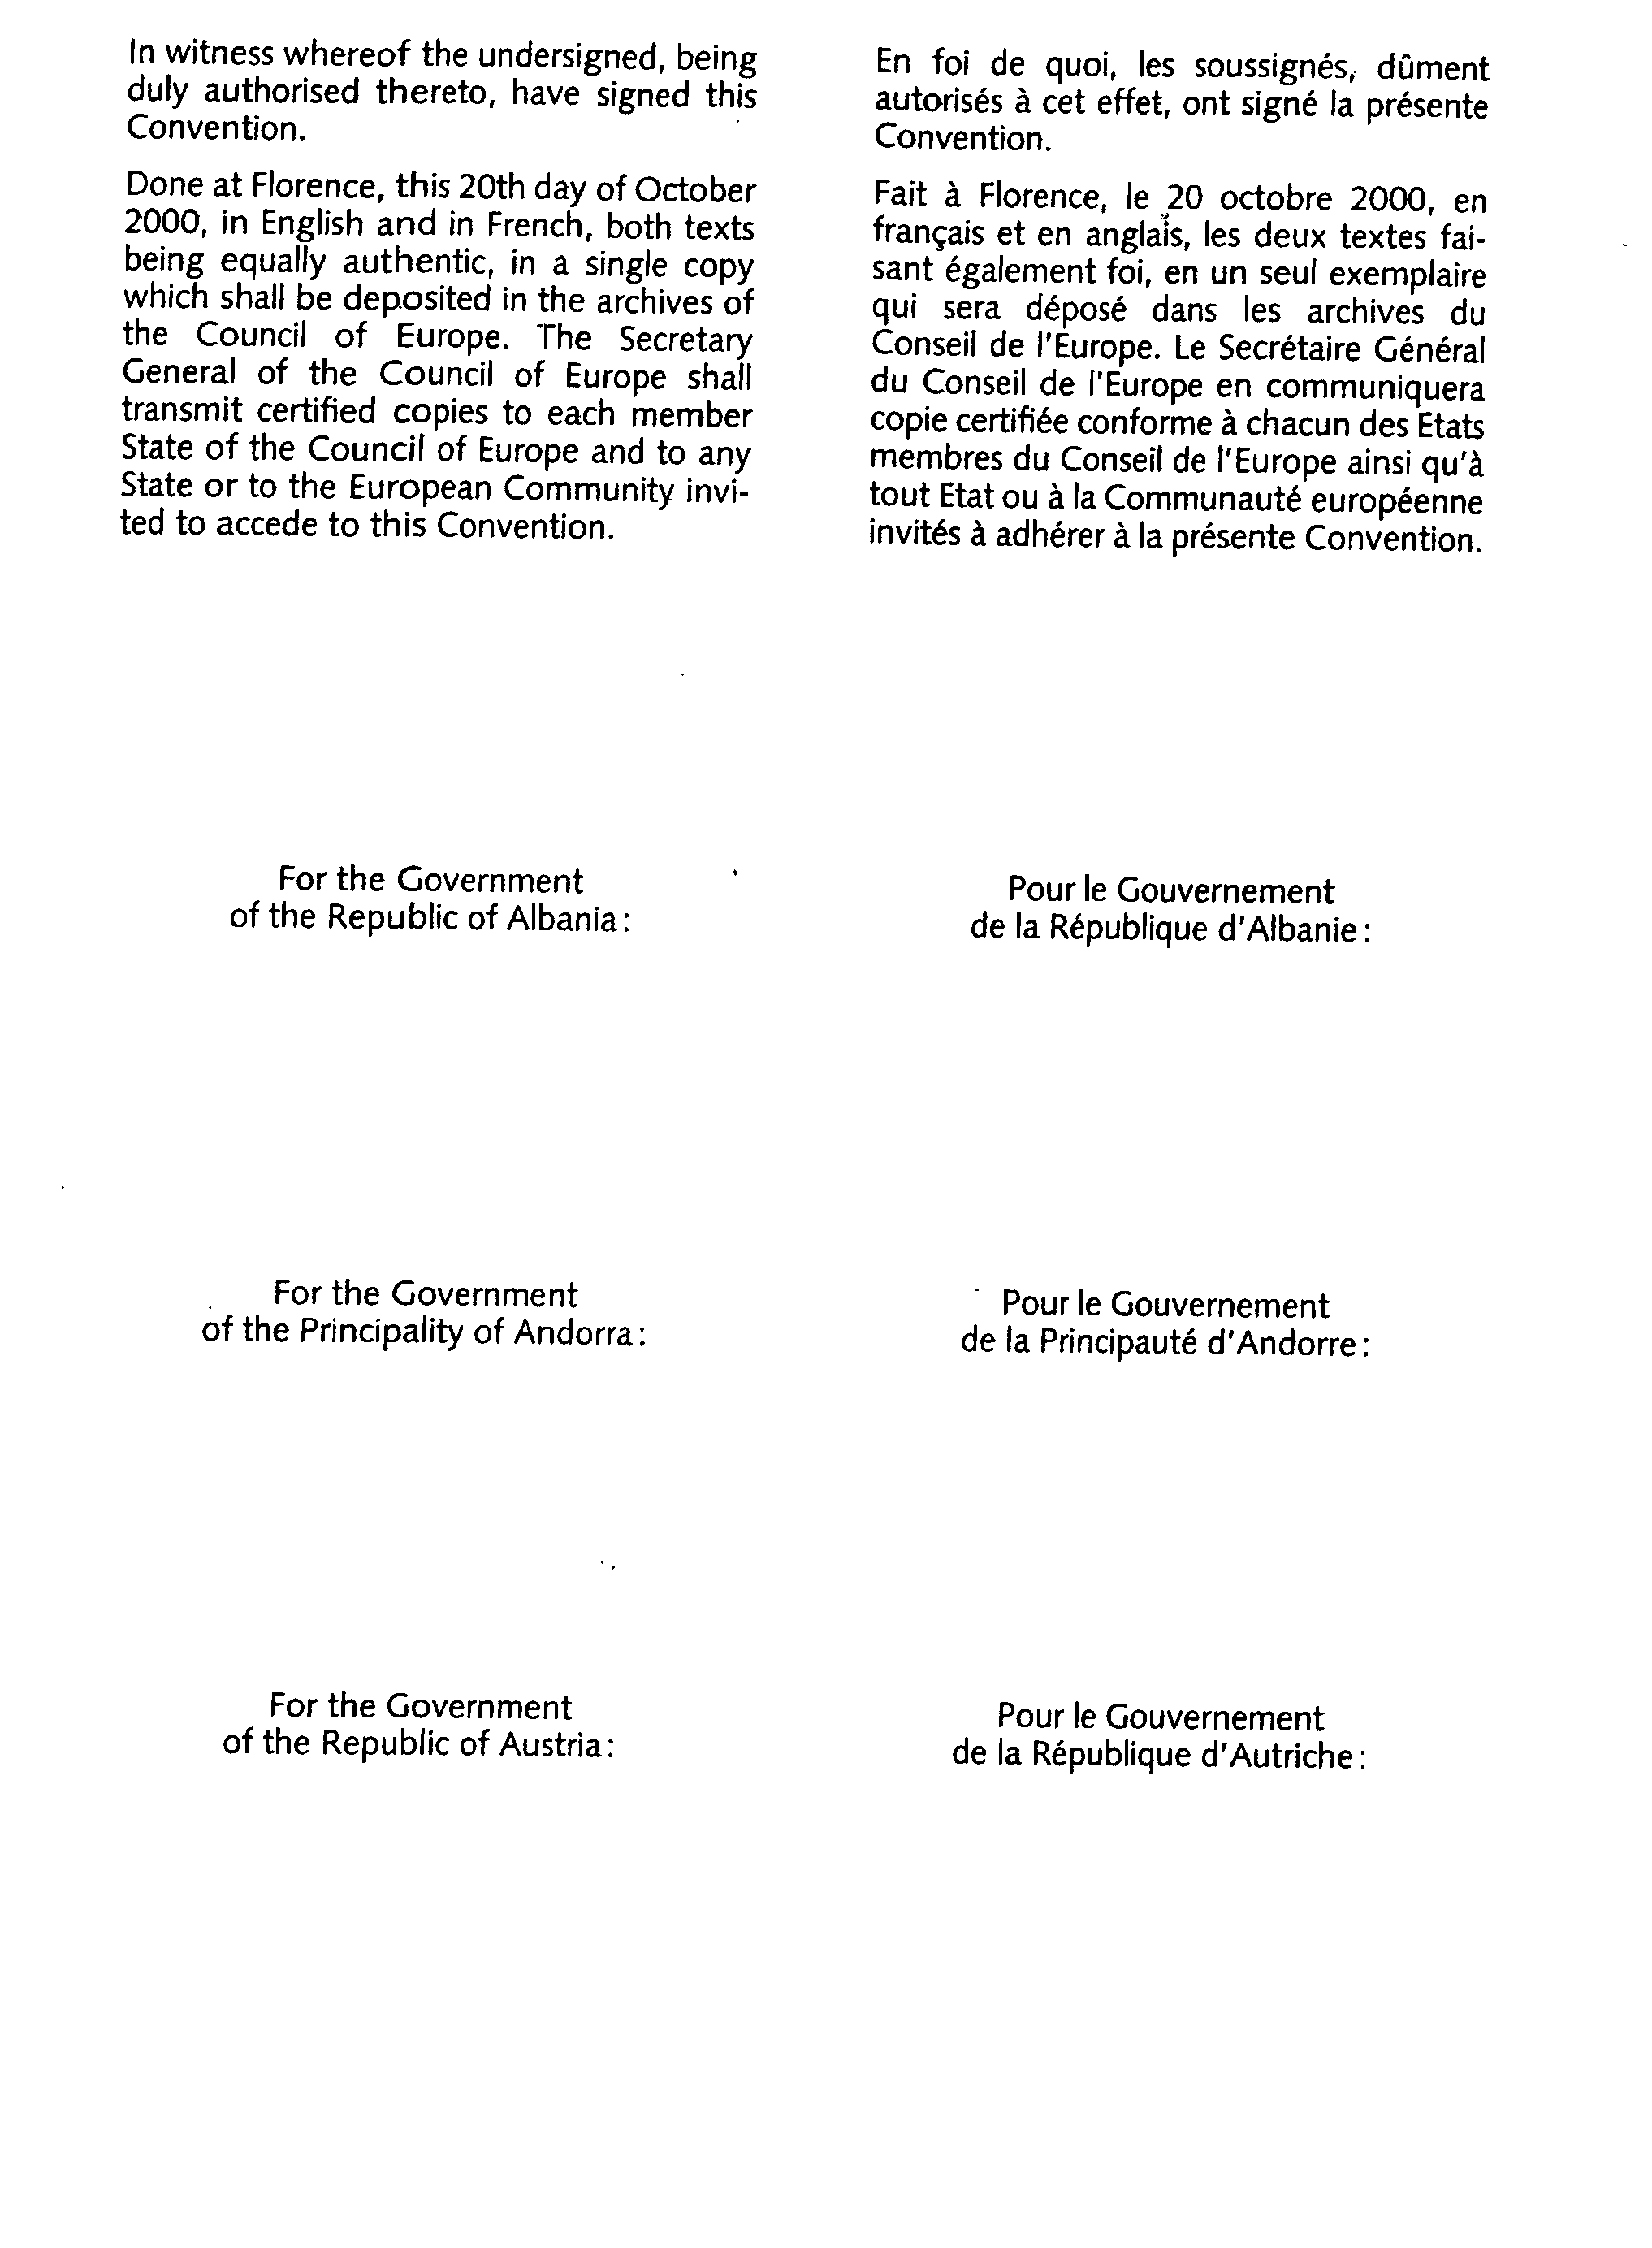 In witness whereof the undersigned, being
duly authorised thereto, have signed this
Convention.
Done at Florence, this 20th day of October
2000, in English and in French, both texts
being equally authentic, in a single copy
which shall be deposited in the archives of
the Council of Europe. The Secretary
General of the Council of Europe shall
transmit certified copies to each member
State of the Council of Europe and to any
State or to the European Community invi-
ted to accede to this Convention.
En foi de quoi, les soussignés, dûment
autorisés à cet effet, ont signé la présente
Convention.
Fait à Florence, le 20 octobre 2000, en
français et en anglais, les deux textes fai-
sant également foi, en un seul exemplaire
qui sera déposé dans les archives du
Conseil de l'Europe. Le Secrétaire Général
du Conseil de l'Europe en communiquera
copie certifiée conforme à chacun des Etats
membres du Conseil de l'Europe ainsi qu'à
tout Etat ou à la Communauté européenne
invités à adhérer à la présente Convention.
For the Government
of the Republic of Albania:
Pour le Gouvernement
de la République d'Albanie:
For the Government
of the Principality of Andorra:
Pour le Gouvernement
de la Principauté d'Andorre:
For the Government
of the Republic of Austria:
Pour le Gouvernement
de la République d'Autriche: